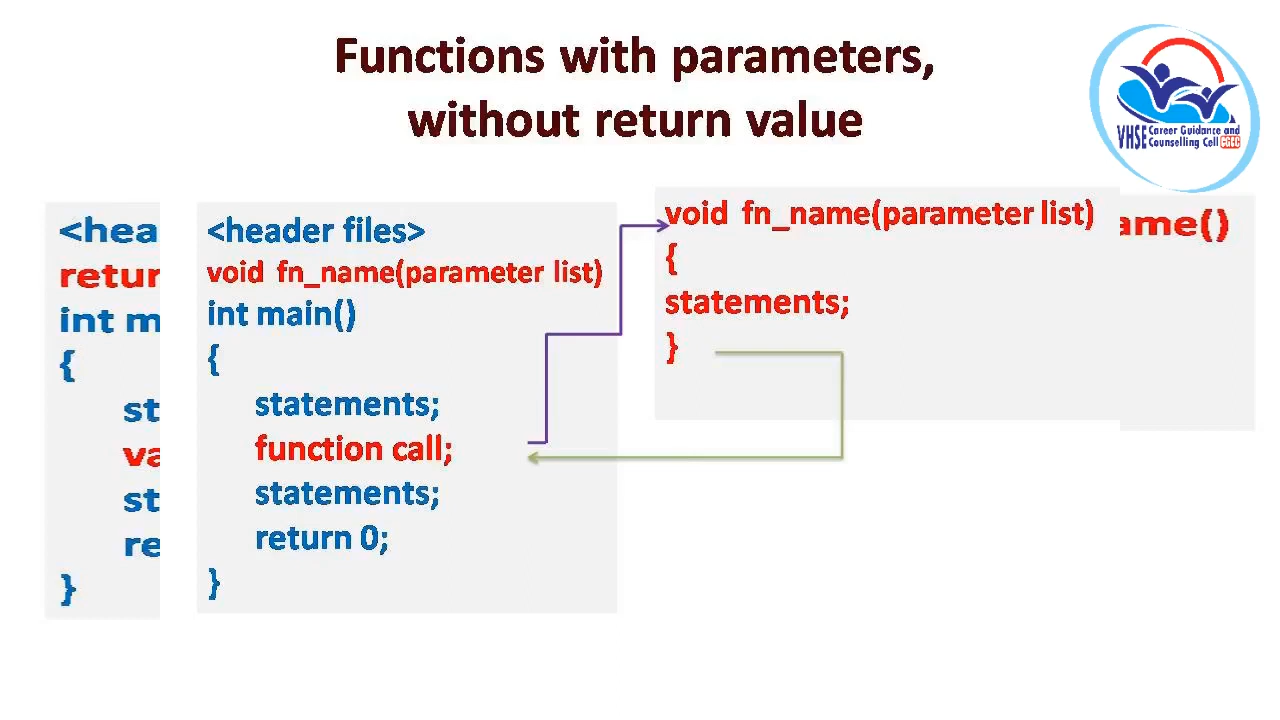 Functions with parameters,
without return value
VHSE Career Guidance and
Counselling Cell CGCC
<header files>
void fn_name(parameter list)
int main()
{
statements;
function call;
statements;
return 0;
}
void fn_name(parameter list)
{
statements;
}
<hea
return
int m
{
st
va
st
re
}
ame()